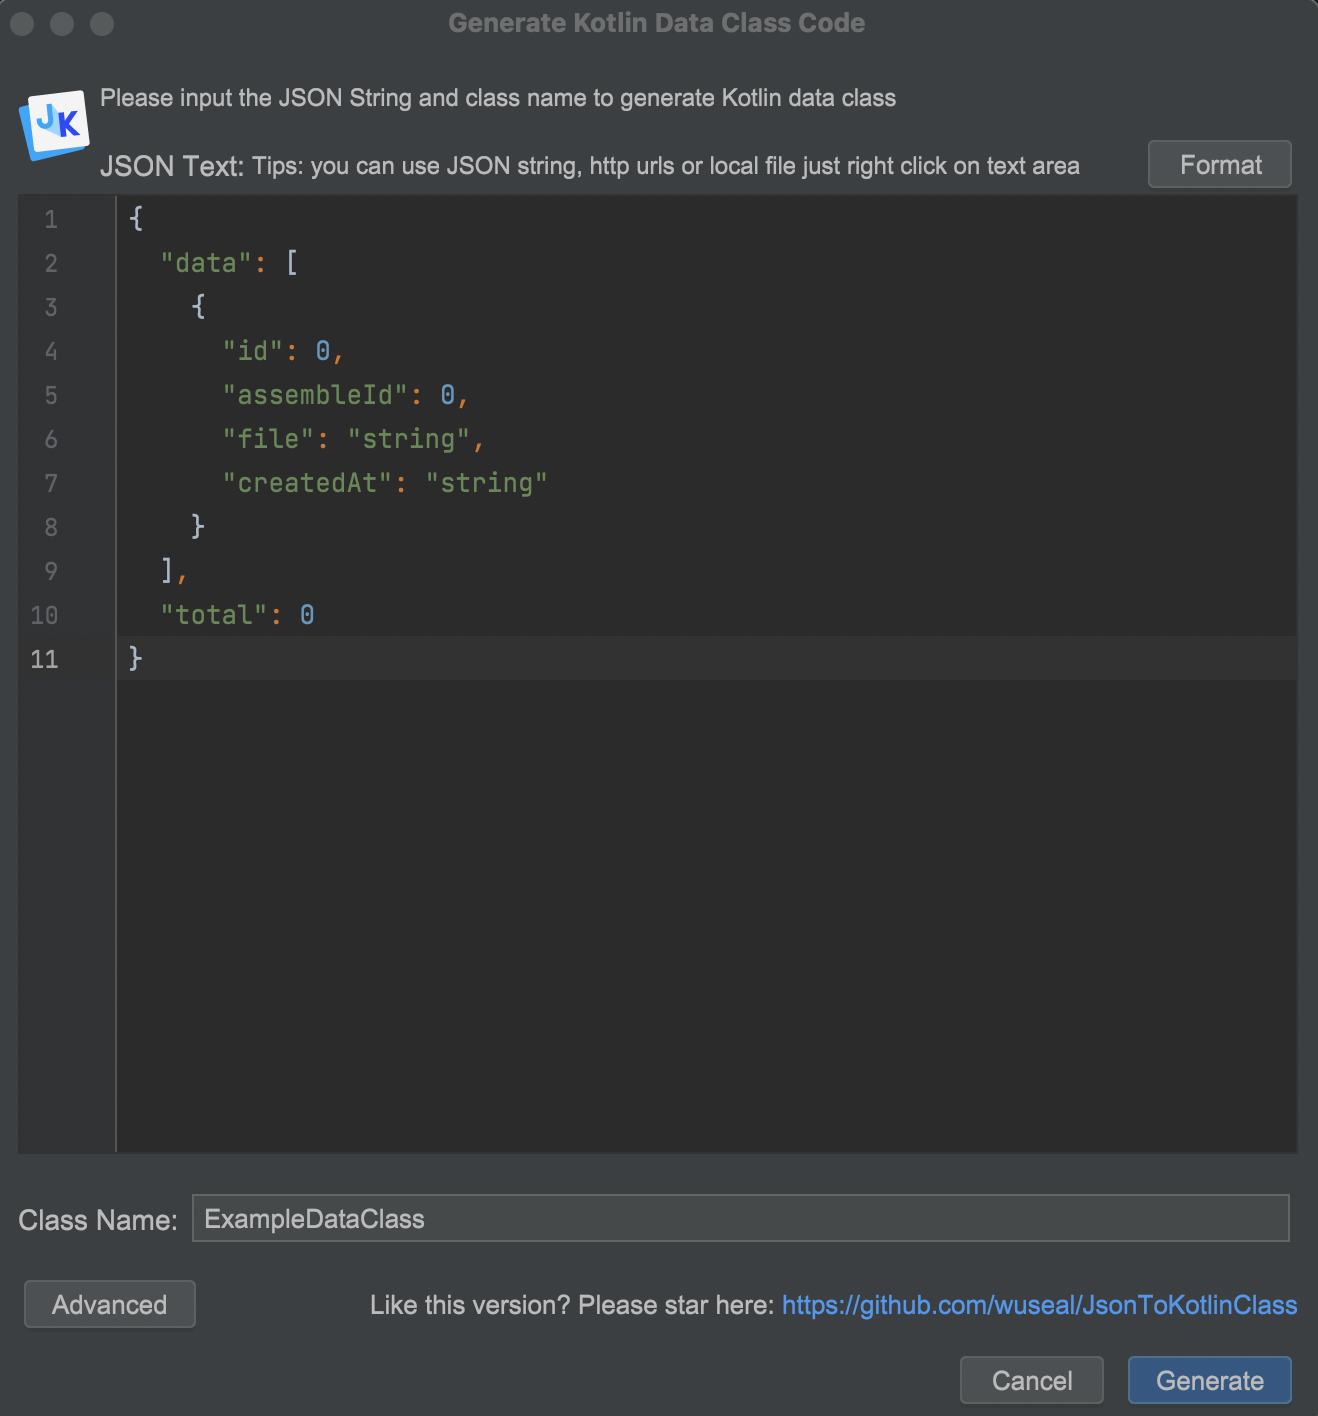 Generate Kotlin Data Class Code
JK
Please input the JSON String and class name to generate Kotlin data class
JSON Text: Tips: you can use JSON string, http urls or local file just right click on text area
Format
1 {
2   "data": [
3     {
4       "id": 0,
5       "assembleId": 0,
6       "file": "string",
7       "createdAt": "string"
8     }
9   ],
10   "total": 0
11 }
Class Name: ExampleDataClass
Advanced
Like this version? Please star here: https://github.com/wuseal/JsonToKotlinClass
Cancel
Generate